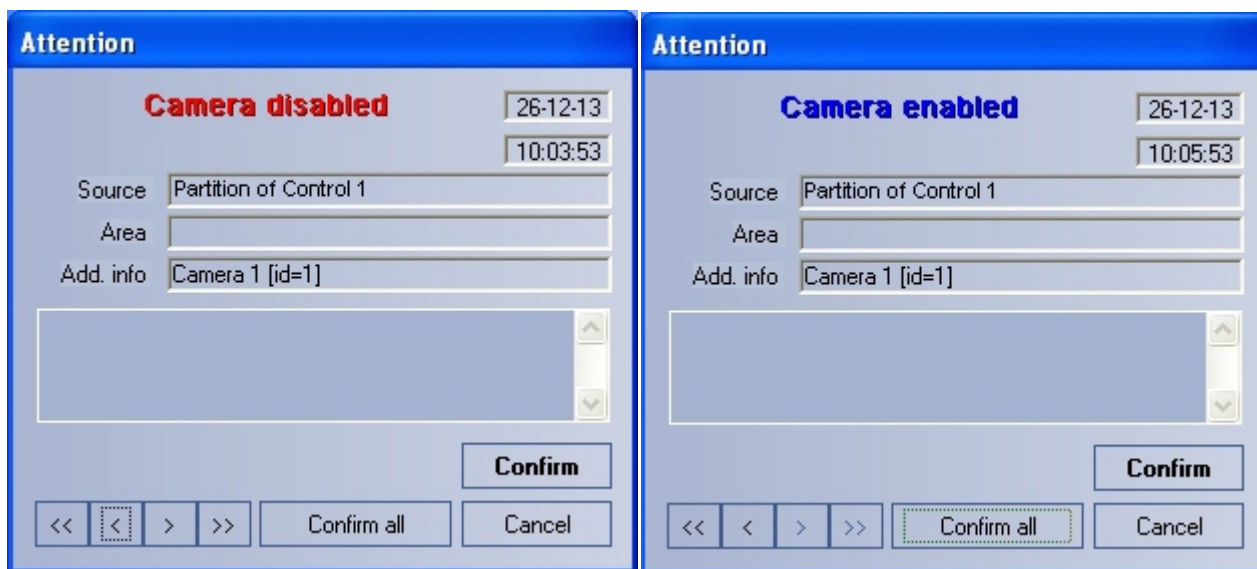 Attention
Camera disabled
26-12-13
10:03:53
Source Partition of Control 1
Area
Add. info Camera 1 [id=1]
Confirm
<< < > >> Confirm all Cancel
Attention
Camera enabled
26-12-13
10:05:53
Source Partition of Control 1
Area
Add. info Camera 1 [id=1]
Confirm
<< < > >> Confirm all Cancel